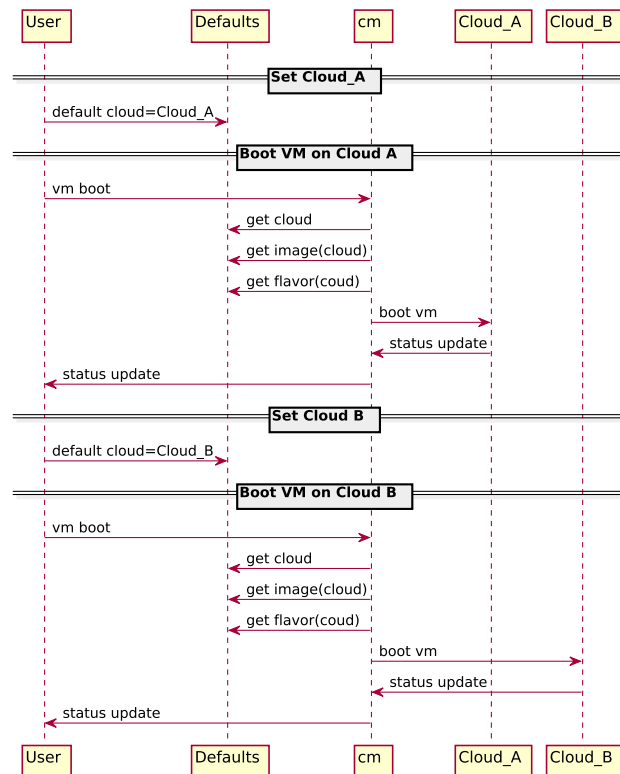 User Defaults cm Cloud_A Cloud_B
Set Cloud_A
default cloud=Cloud_A
Boot VM on Cloud A
vm boot
get cloud
get image(cloud)
get flavor(coud)
boot vm
status update
status update
Set Cloud B
default cloud=Cloud_B
Boot VM on Cloud B
vm boot
get cloud
get image(cloud)
get flavor(coud)
boot vm
status update
status update
User Defaults cm Cloud_A Cloud_B